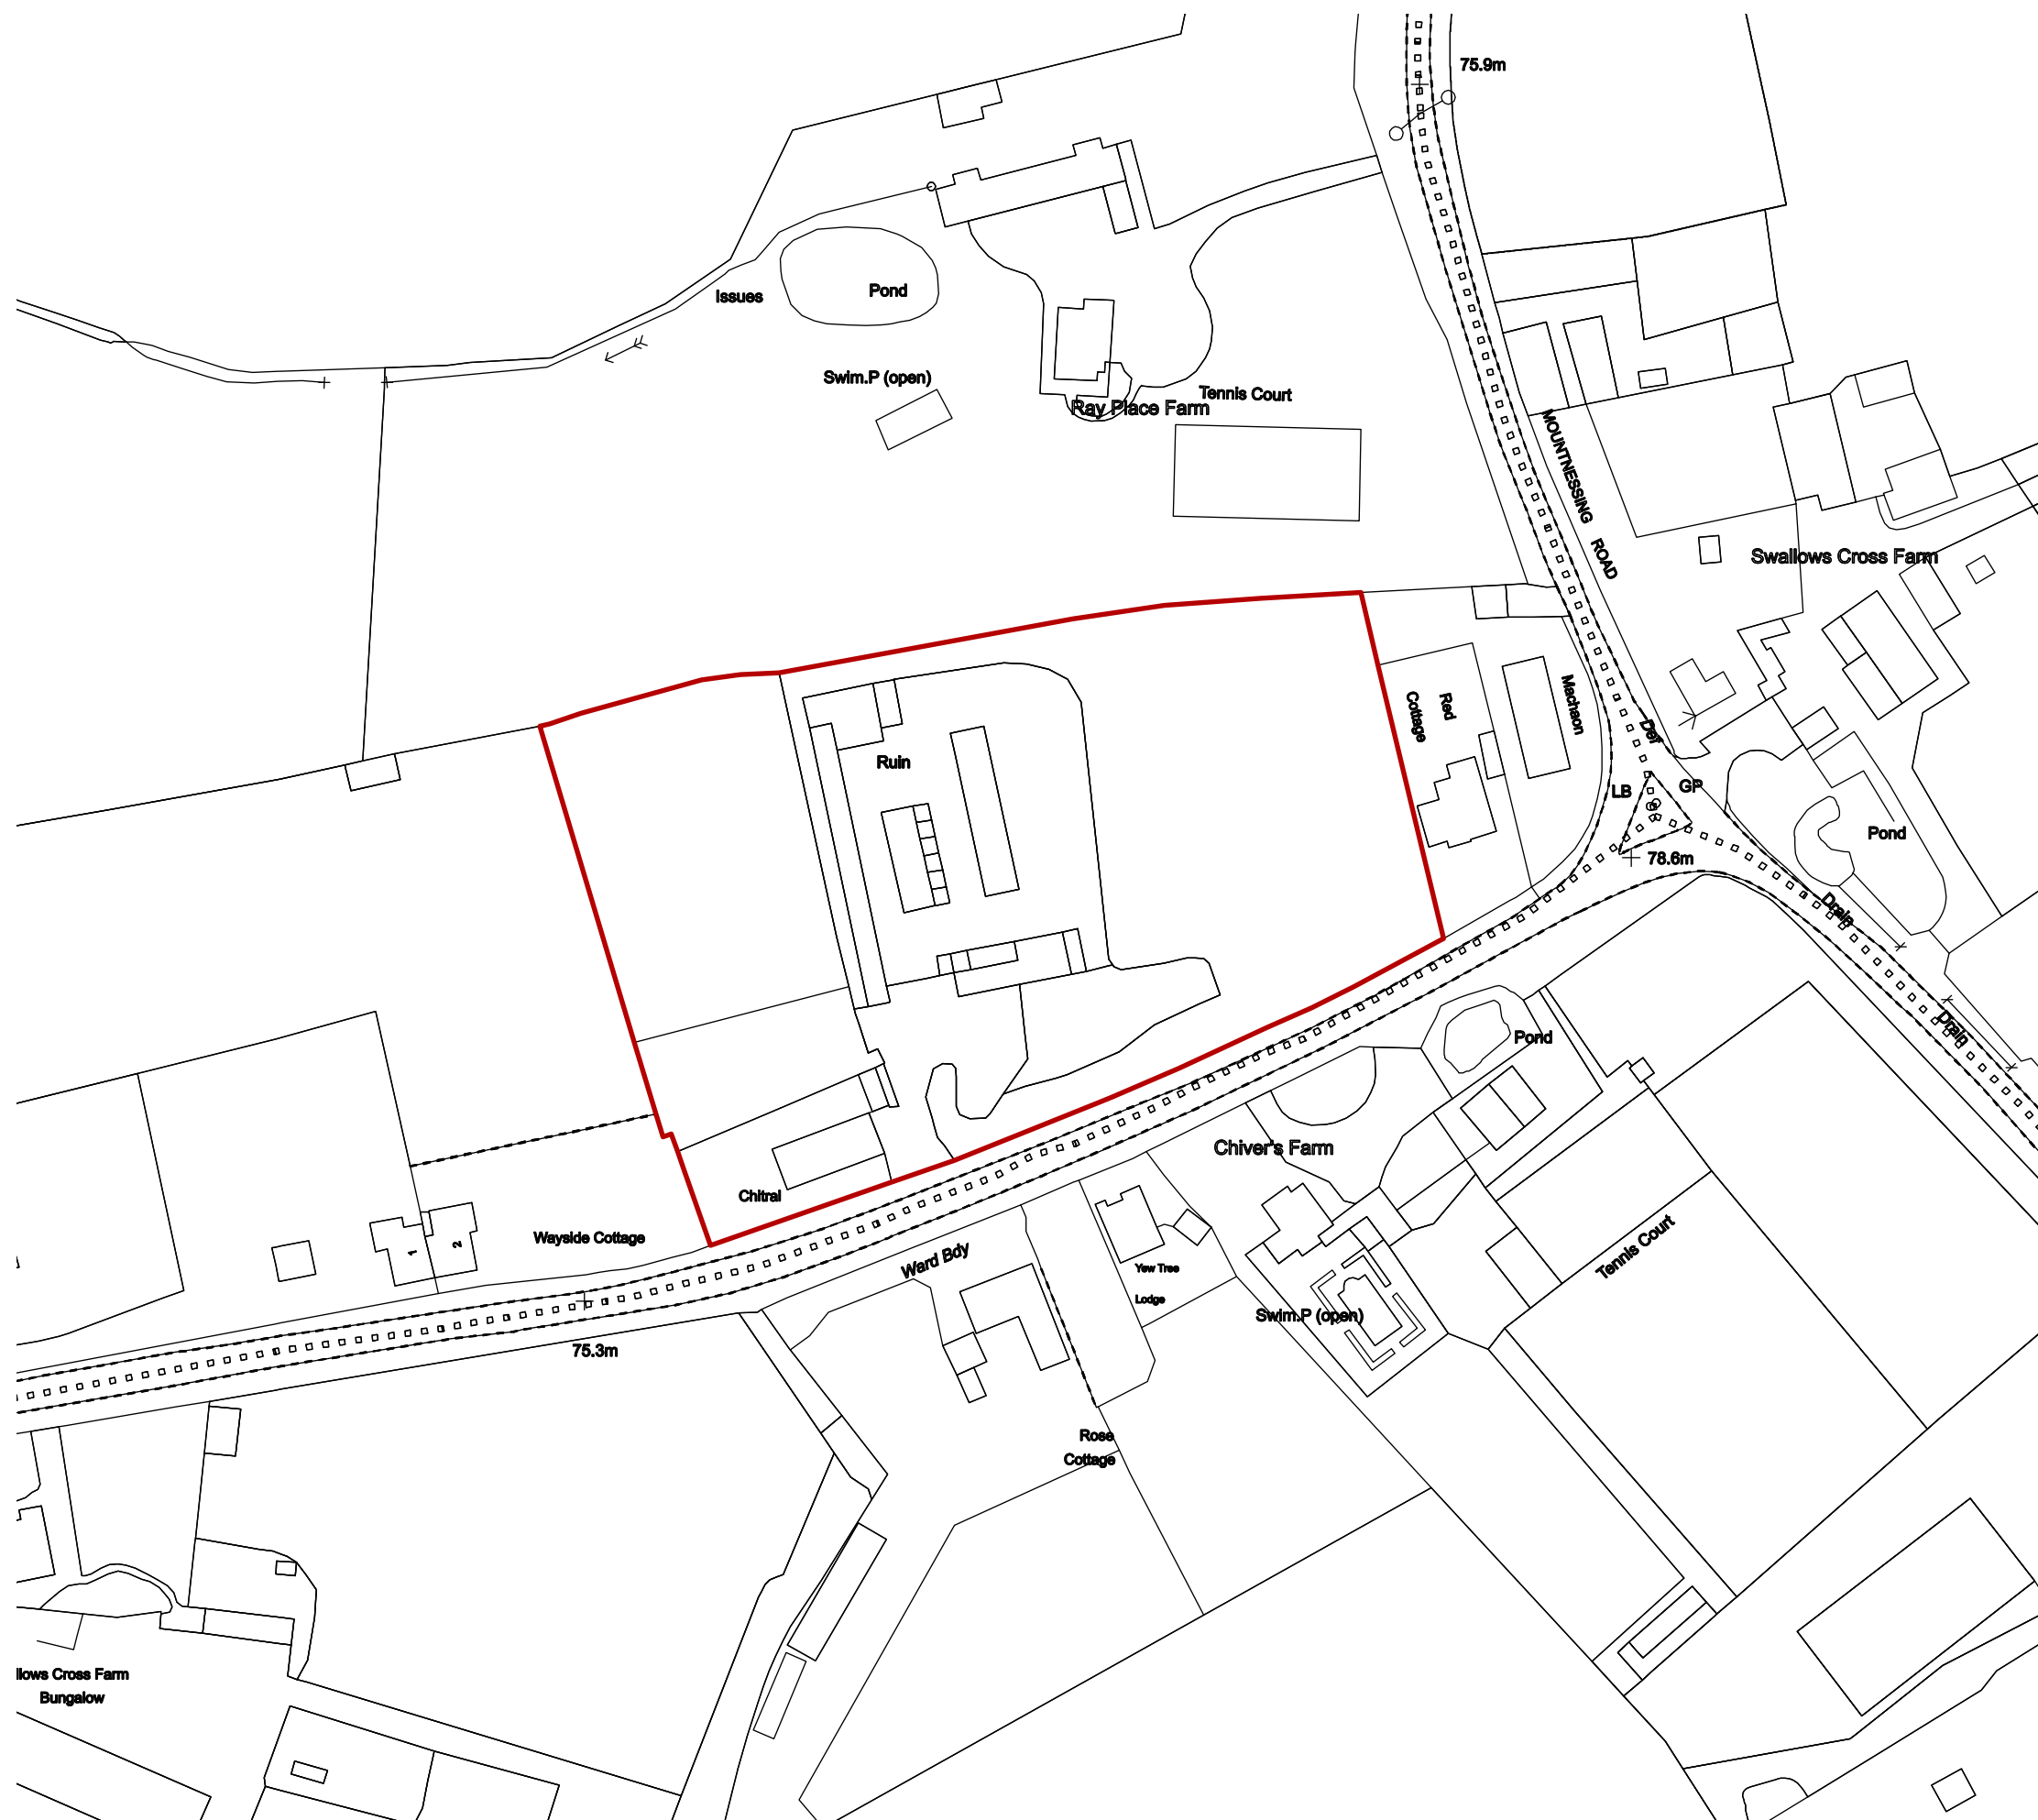 75.9m
Issues
Pond
Swim.P (open)
Tennis Court
Ray Place Farm
MOUNTNESSING ROAD
Swallows Cross Farm
Red
Cottage
Machaon
Def
Ruin
LB
GP
Pond
78.6m
Drain
Drain
Pond
Chiver's Farm
Chitral
Wayside Cottage
1
2
Ward Bdy
Yew Tree
Lodge
Tennis Court
Swim.P (open)
75.3m
Rose
Cottage
llows Cross Farm
Bungalow